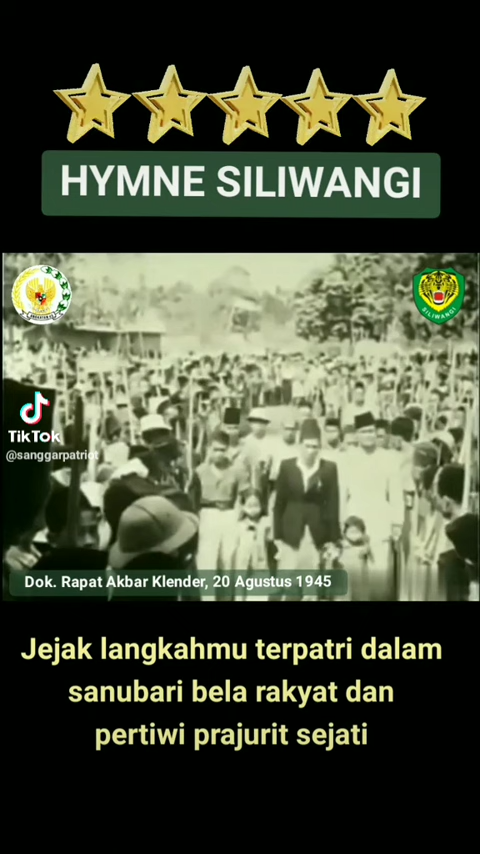 HYMNE SILIWANGI
SILIWANGI
TikTok
@sanggarpatriot
Dok. Rapat Akbar Klender, 20 Agustus 1945
Jejak langkahmu terpatri dalam
sanubari bela rakyat dan
pertiwi prajurit sejati